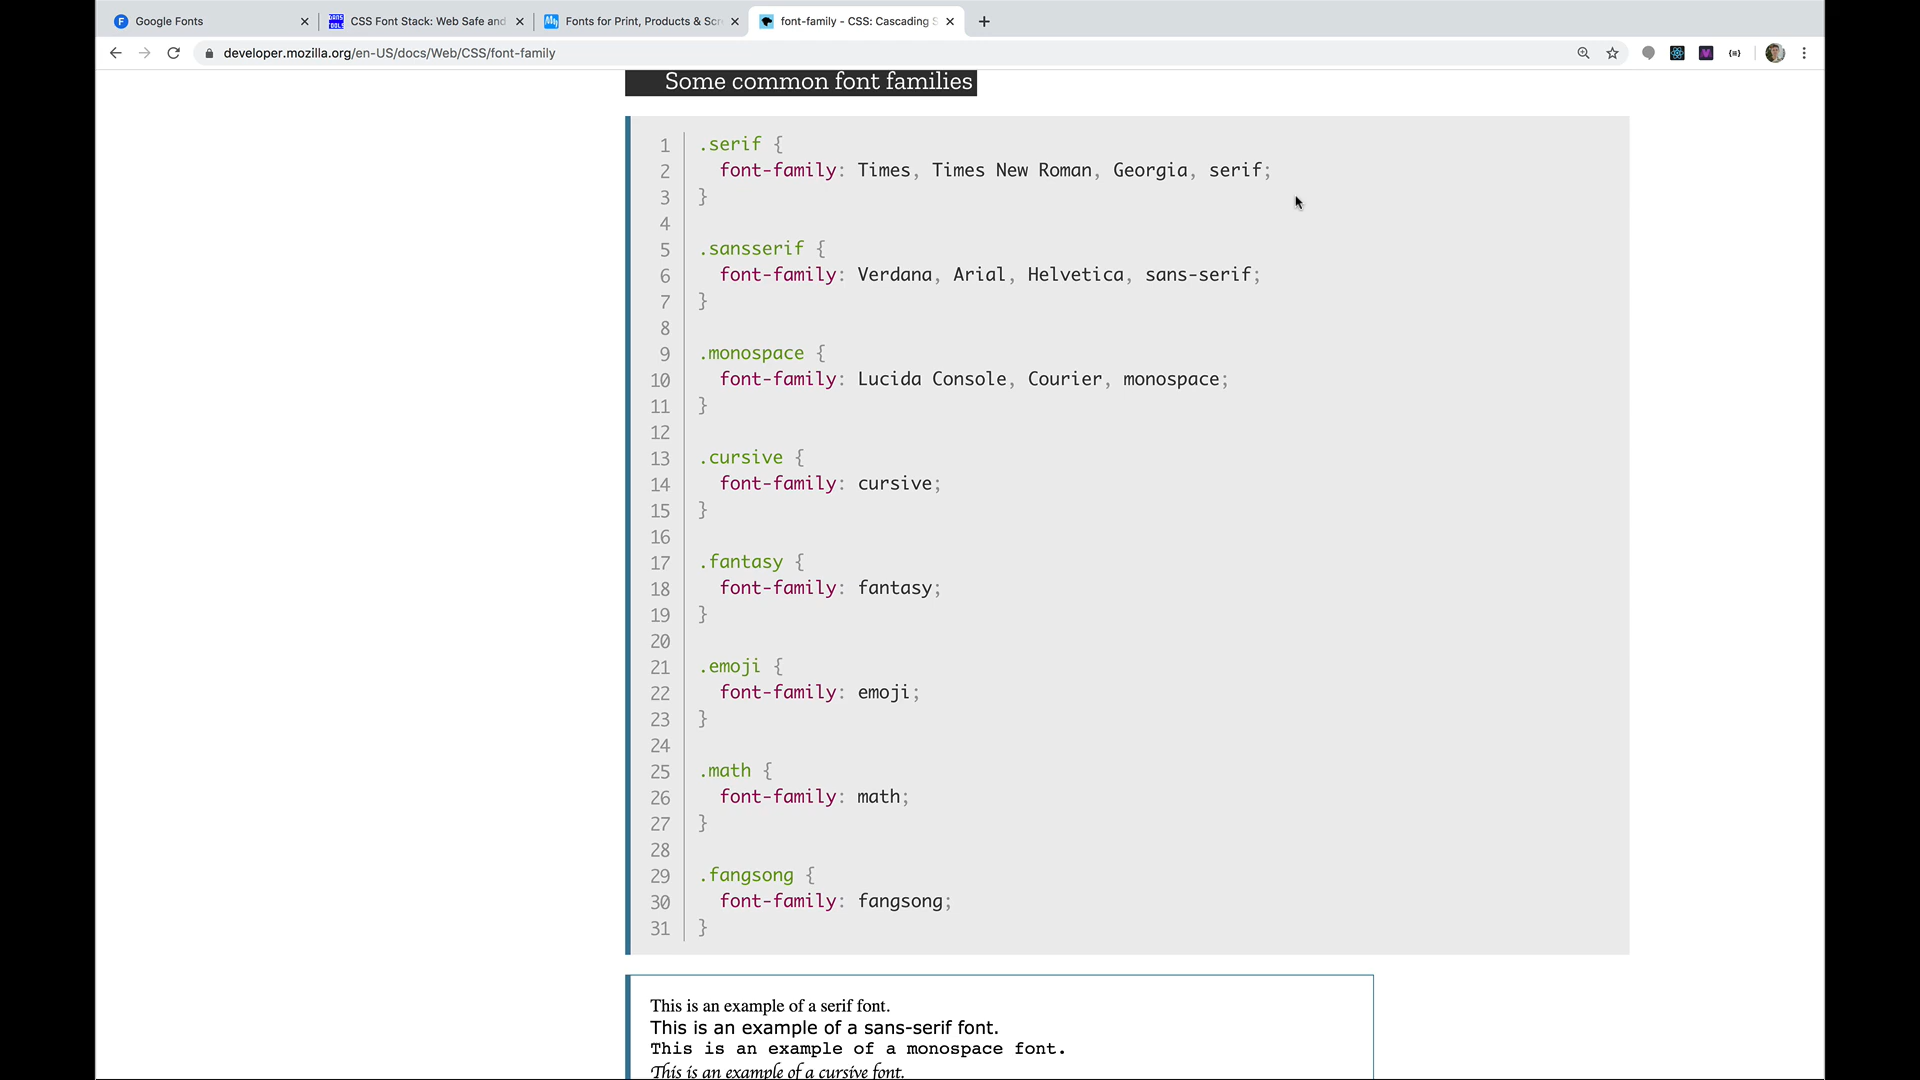 Google Fonts
CSS Font Stack: Web Safe and
Fonts for Print, Products & Scr
font-family - CSS: Cascading S
developer.mozilla.org/en-US/docs/Web/CSS/font-family
Some common font families
1 .serif {
2 font-family: Times, Times New Roman, Georgia, serif;
3 }
4
5 .sansserif {
6 font-family: Verdana, Arial, Helvetica, sans-serif;
7 }
8
9 .monospace {
10 font-family: Lucida Console, Courier, monospace;
11 }
12
13 .cursive {
14 font-family: cursive;
15 }
16
17 .fantasy {
18 font-family: fantasy;
19 }
20
21 .emoji {
22 font-family: emoji;
23 }
24
25 .math {
26 font-family: math;
27 }
28
29 .fangsong {
30 font-family: fangsong;
31 }
This is an example of a serif font.
This is an example of a sans-serif font.
This is an example of a monospace font.
This is an example of a cursive font.